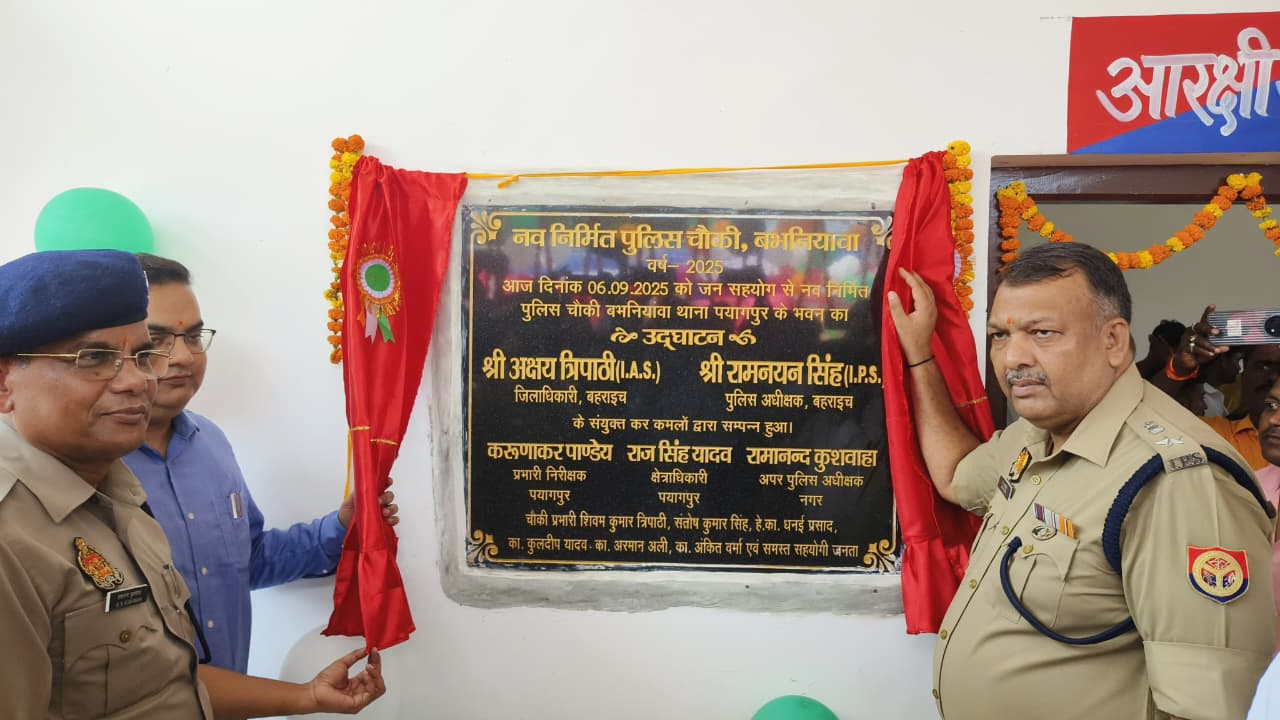 आरक्षी
नव निर्मित पुलिस चौकी, बभनियावा
वर्ष– 2025
आज दिनांक 06.09.2025 को जन सहयोग से नव निर्मित
पुलिस चौकी बभनियावा थाना पयागपुर के भवन का
उद्घाटन
श्री अक्षय त्रिपाठी(I.A.S.) श्री रामनयन सिंह(I.P.S.
जिलाधिकारी, बहराइच पुलिस अधीक्षक, बहराइच
के संयुक्त कर कमलों द्वारा सम्पन्न हुआ।
करूणाकर पाण्डेय राज सिंह यादव रामानन्द कुशवाहा
प्रभारी निरीक्षक क्षेत्राधिकारी अपर पुलिस अधीक्षक
पयागपुर पयागपुर नगर
चौकी प्रभारी शिवम कुमार त्रिपाठी, संतोष कुमार सिंह, हे.का. धनई प्रसाद,
का. कुलदीप यादव. का. अरमान अली, का. अंकित वर्मा एवं समस्त सहयोगी जनता
IPS